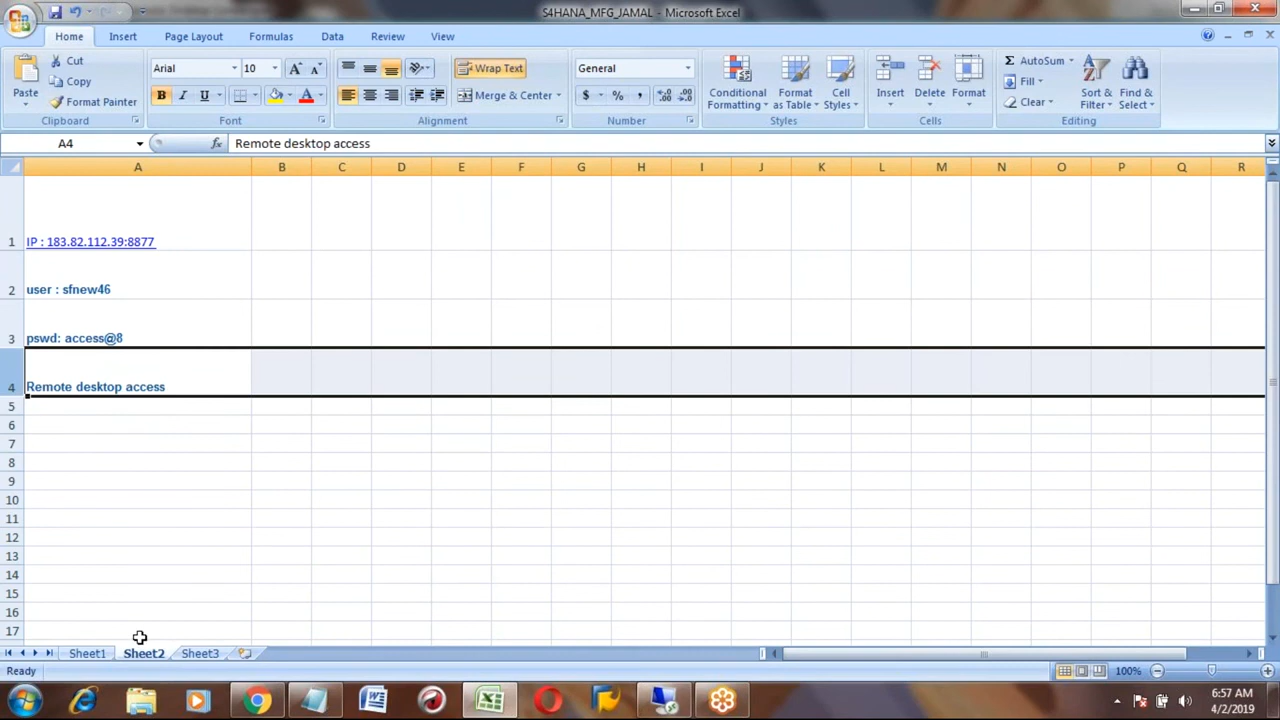 S4HANA_MFG_JAMAL - Microsoft Excel
Home Insert Page Layout Formulas Data Review View
Paste
Cut
Copy
Format Painter
Clipboard
Arial 10
B I U
Font
Wrap Text
Merge & Center
Alignment
General
$ % ,
Number
Conditional Formatting
Format as Table
Cell Styles
Styles
Insert
Delete
Format
Cells
Σ AutoSum
Fill
Clear
Sort & Filter
Find & Select
Editing
A4 fx Remote desktop access
A B C D E F G H I J K L M N O P Q R
1 IP : 183.82.112.39:8877
2 user : sfnew46
3 pswd: access@8
4 Remote desktop access
5
6
7
8
9
10
11
12
13
14
15
16
17
Sheet1 Sheet2 Sheet3
Ready 100%
6:57 AM
4/2/2019